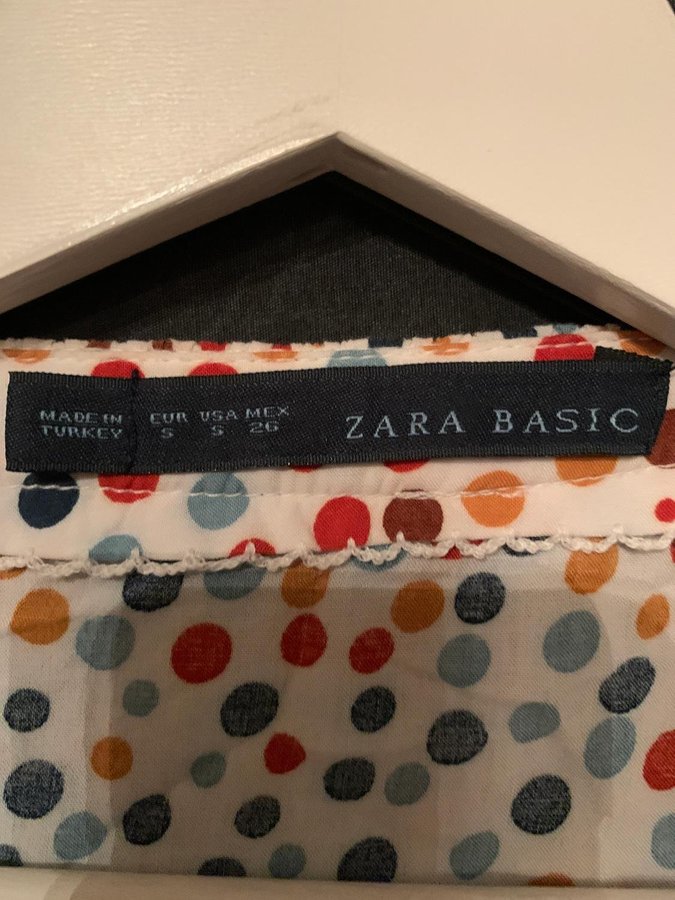 MADE IN
TURKEY
EUR USA MEX
S S 26
ZARA BASIC